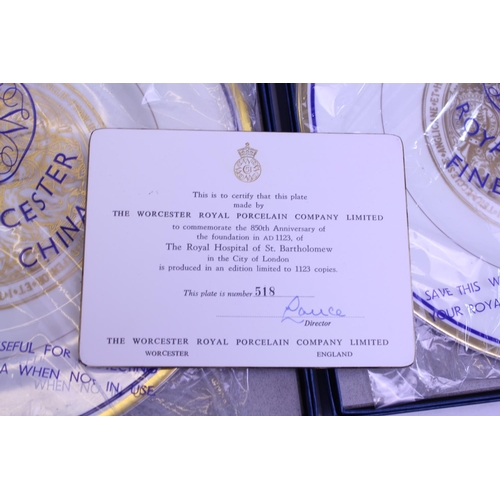 This is to certify that this plate
made by
THE WORCESTER ROYAL PORCELAIN COMPANY LIMITED
to commemorate the 850th Anniversary of
the foundation in AD 1123, of
The Royal Hospital of St. Bartholomew
in the City of London
is produced in an edition limited to 1123 copies.
This plate is number 518
Director
THE WORCESTER ROYAL PORCELAIN COMPANY LIMITED
WORCESTER ENGLAND
CESTER
CHINA
SEFUL FOR
A WHEN NO. IN USE.
ROYA
FINE
SAVE THIS W
YOUR ROYA